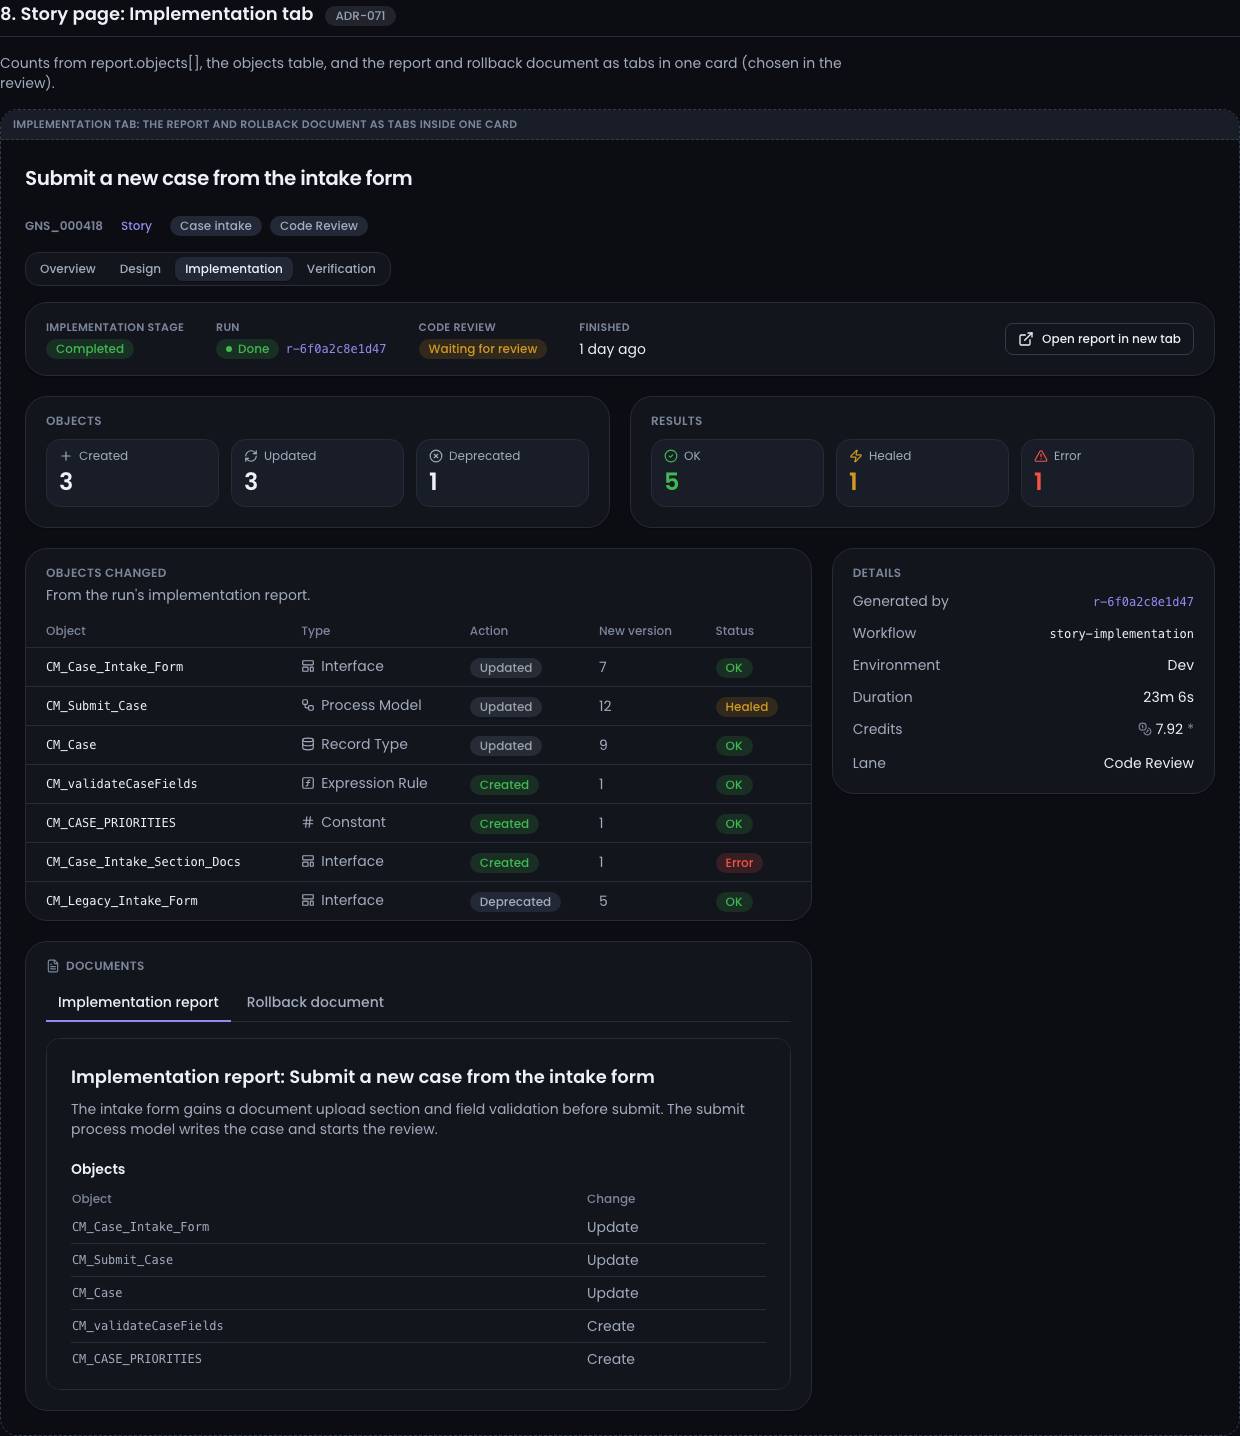 8. Story page: Implementation tab ADR-071
Counts from report.objects[], the objects table, and the report and rollback document as tabs in one card (chosen in the
review).
IMPLEMENTATION TAB: THE REPORT AND ROLLBACK DOCUMENT AS TABS INSIDE ONE CARD
Submit a new case from the intake form
GNS_000418 Story Case intake Code Review
Overview Design Implementation Verification
IMPLEMENTATION STAGE RUN CODE REVIEW FINISHED
Completed Done r-6f0a2c8e1d47 Waiting for review 1 day ago Open report in new tab
OBJECTS
Created Updated Deprecated
3 3 1
RESULTS
OK Healed Error
5 1 1
OBJECTS CHANGED
From the run's implementation report.
Object Type Action New version Status
CM_Case_Intake_Form Interface Updated 7 OK
CM_Submit_Case Process Model Updated 12 Healed
CM_Case Record Type Updated 9 OK
CM_validateCaseFields Expression Rule Created 1 OK
CM_CASE_PRIORITIES Constant Created 1 OK
CM_Case_Intake_Section_Docs Interface Created 1 Error
CM_Legacy_Intake_Form Interface Deprecated 5 OK
DETAILS
Generated by r-6f0a2c8e1d47
Workflow story-implementation
Environment Dev
Duration 23m 6s
Credits 7.92 *
Lane Code Review
DOCUMENTS
Implementation report Rollback document
Implementation report: Submit a new case from the intake form
The intake form gains a document upload section and field validation before submit. The submit
process model writes the case and starts the review.
Objects
Object Change
CM_Case_Intake_Form Update
CM_Submit_Case Update
CM_Case Update
CM_validateCaseFields Create
CM_CASE_PRIORITIES Create